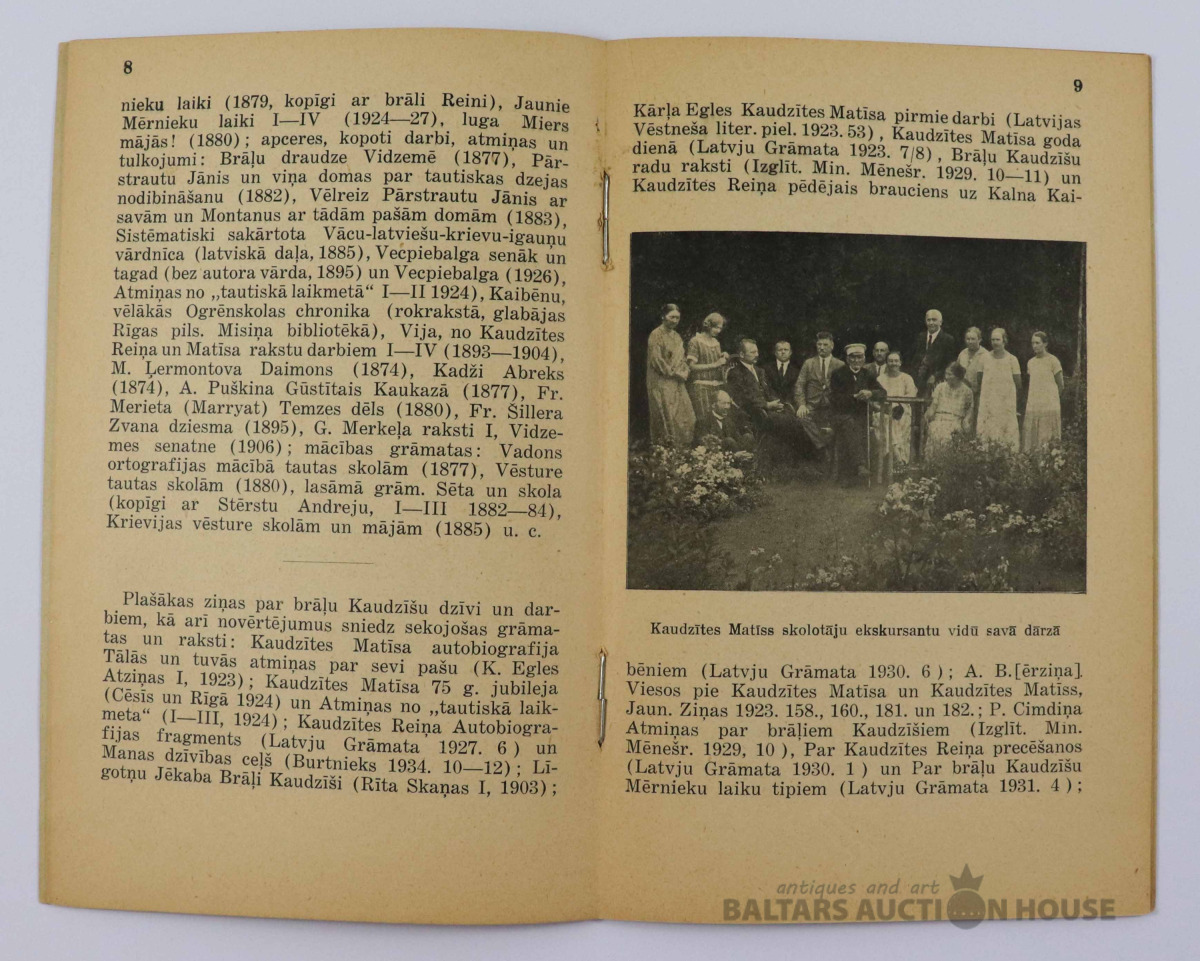 8
nieku laiki (1879, kopīgi ar brāli Reini), Jaunie
Mērnieku laiki I—IV (1924—27), luga Miers
mājās! (1880); apceres, kopoti darbi, atmiņas un
tulkojumi: Brāļu draudze Vidzemē (1877), Pār-
strautu Jānis un viņa domas par tautiskas dzejas
nodibināšanu (1882), Vēlreiz Pārstrautu Jānis ar
savām un Montanus ar tādām pašām domām (1883),
Sistēmatiski sakārtota Vācu-latviešu-krievu-igauņu
vārdnīca (latviskā daļa, 1885), Vecpiebalga senāk un
tagad (bez autora vārda, 1895) un Vecpiebalga (1926),
Atmiņas no „tautiskā laikmetā“ I—II 1924), Kaibēnu,
vēlākās Ogrēnskolas chronika (rokrakstā, glabājas
Rīgas pils. Misiņa bibliotēkā), Vija, no Kaudzītes
Reiņa un Matīsa rakstu darbiem I—IV (1893—1904),
M. Ļermontova Daimons (1874), Kadži Abreks
(1874), A. Puškina Gūstītais Kaukazā (1877), Fr.
Merieta (Marryat) Temzes dēls (1880), Fr. Šillera
Zvana dziesma (1895), G. Merkeļa raksti I, Vidze-
mes senatne (1906); mācības grāmatas: Vadons
ortografijas mācībā tautas skolām (1877), Vēsture
tautas skolām (1880), lasāmā grām. Sēta un skola
(kopīgi ar Stērstu Andreju, I—III 1882—84),
Krievijas vēsture skolām un mājām (1885) u. c.
Plašākas ziņas par brāļu Kaudzīšu dzīvi un dar-
biem, kā arī novērtējumus sniedz sekojošas grāma-
tas un raksti: Kaudzītes Matīsa autobiografija
Tālās un tuvās atmiņas par sevi pašu (K. Egles
Atziņas I, 1923); Kaudzītes Matīsa 75 g. jubileja
(Cēsīs un Rīgā 1924) un Atmiņas no „tautiskā laik-
meta“ (I—III, 1924); Kaudzītes Reiņa Autobiogra-
fijas fragments (Latvju Grāmata 1927. 6) un
Manas dzīvības ceļš (Burtnieks 1934. 10—12); Lī-
gotņu Jēkaba Brāļi Kaudzīši (Rīta Skaņas I, 1903);
9
Kārļa Egles Kaudzītes Matīsa pirmie darbi (Latvijas
Vēstneša liter. piel. 1923. 53), Kaudzītes Matīsa goda
dienā (Latvju Grāmata 1923. 7/8), Brāļu Kaudzīšu
radu raksti (Izglīt. Min. Mēnešr. 1929. 10—11) un
Kaudzītes Reiņa pēdējais brauciens uz Kalna Kai-
Kaudzītes Matīss skolotāju ekskursantu vidū savā dārzā
bēniem (Latvju Grāmata 1930. 6); A. B.[ērziņa]
Viesos pie Kaudzītes Matīsa un Kaudzītes Matīss,
Jaun. Ziņas 1923. 158., 160., 181. un 182.; P. Cimdiņa
Atmiņas par brāļiem Kaudzīšiem (Izglīt. Min.
Mēnešr. 1929, 10), Par Kaudzītes Reiņa precēšanos
(Latvju Grāmata 1930. 1) un Par brāļu Kaudzīšu
Mērnieku laiku tipiem (Latvju Grāmata 1931. 4);
antiques and art
BALTARS AUCTION HOUSE